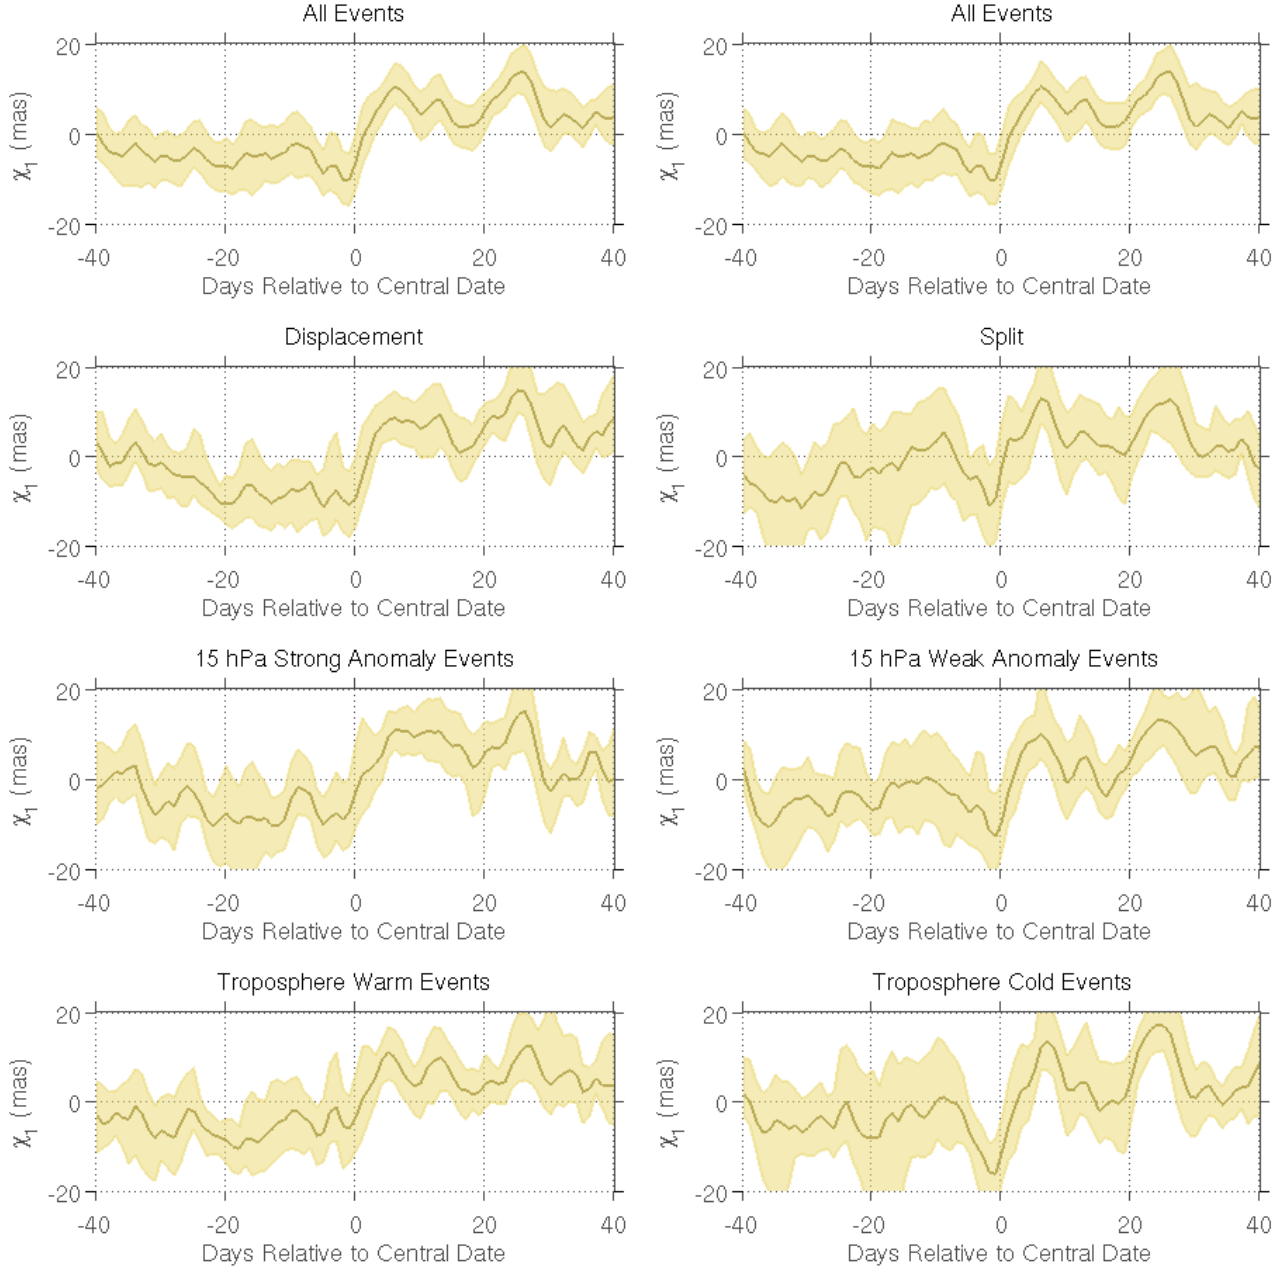 All Events
20
0
-20
χ1 (mas)
-40 -20 0 20 40
Days Relative to Central Date
All Events
20
0
-20
χ1 (mas)
-40 -20 0 20 40
Days Relative to Central Date
Displacement
20
0
-20
χ1 (mas)
-40 -20 0 20 40
Days Relative to Central Date
Split
20
0
-20
χ1 (mas)
-40 -20 0 20 40
Days Relative to Central Date
15 hPa Strong Anomaly Events
20
0
-20
χ1 (mas)
-40 -20 0 20 40
Days Relative to Central Date
15 hPa Weak Anomaly Events
20
0
-20
χ1 (mas)
-40 -20 0 20 40
Days Relative to Central Date
Troposphere Warm Events
20
0
-20
χ1 (mas)
-40 -20 0 20 40
Days Relative to Central Date
Troposphere Cold Events
20
0
-20
χ1 (mas)
-40 -20 0 20 40
Days Relative to Central Date